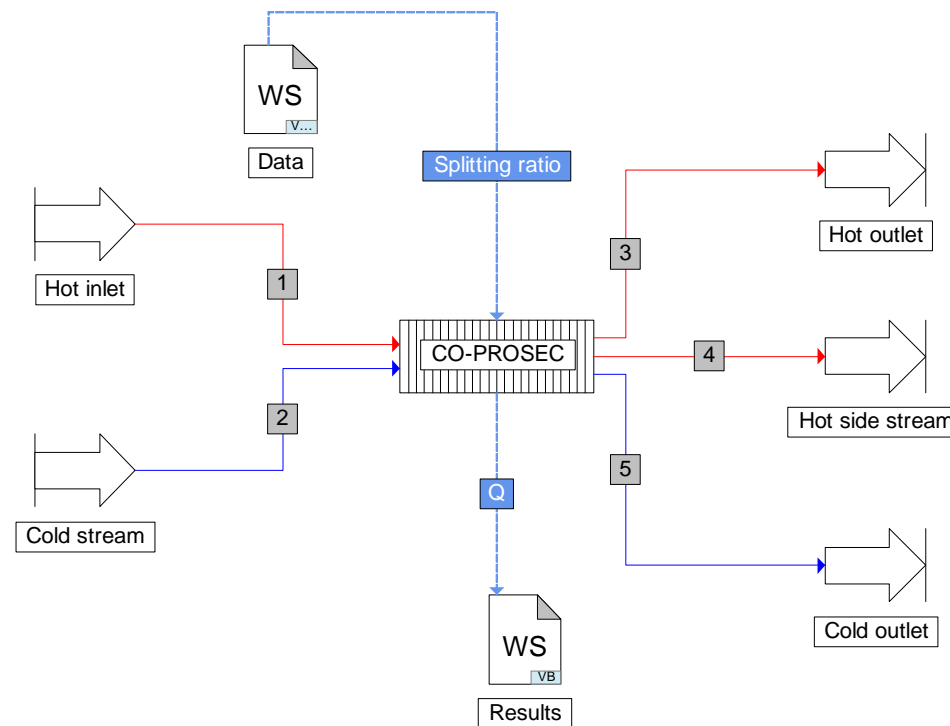 WS
V...
Data
Splitting ratio
Hot inlet
1
3
Hot outlet
CO-PROSEC
4
Hot side stream
2
Cold stream
5
Q
Cold outlet
WS
VB
Results